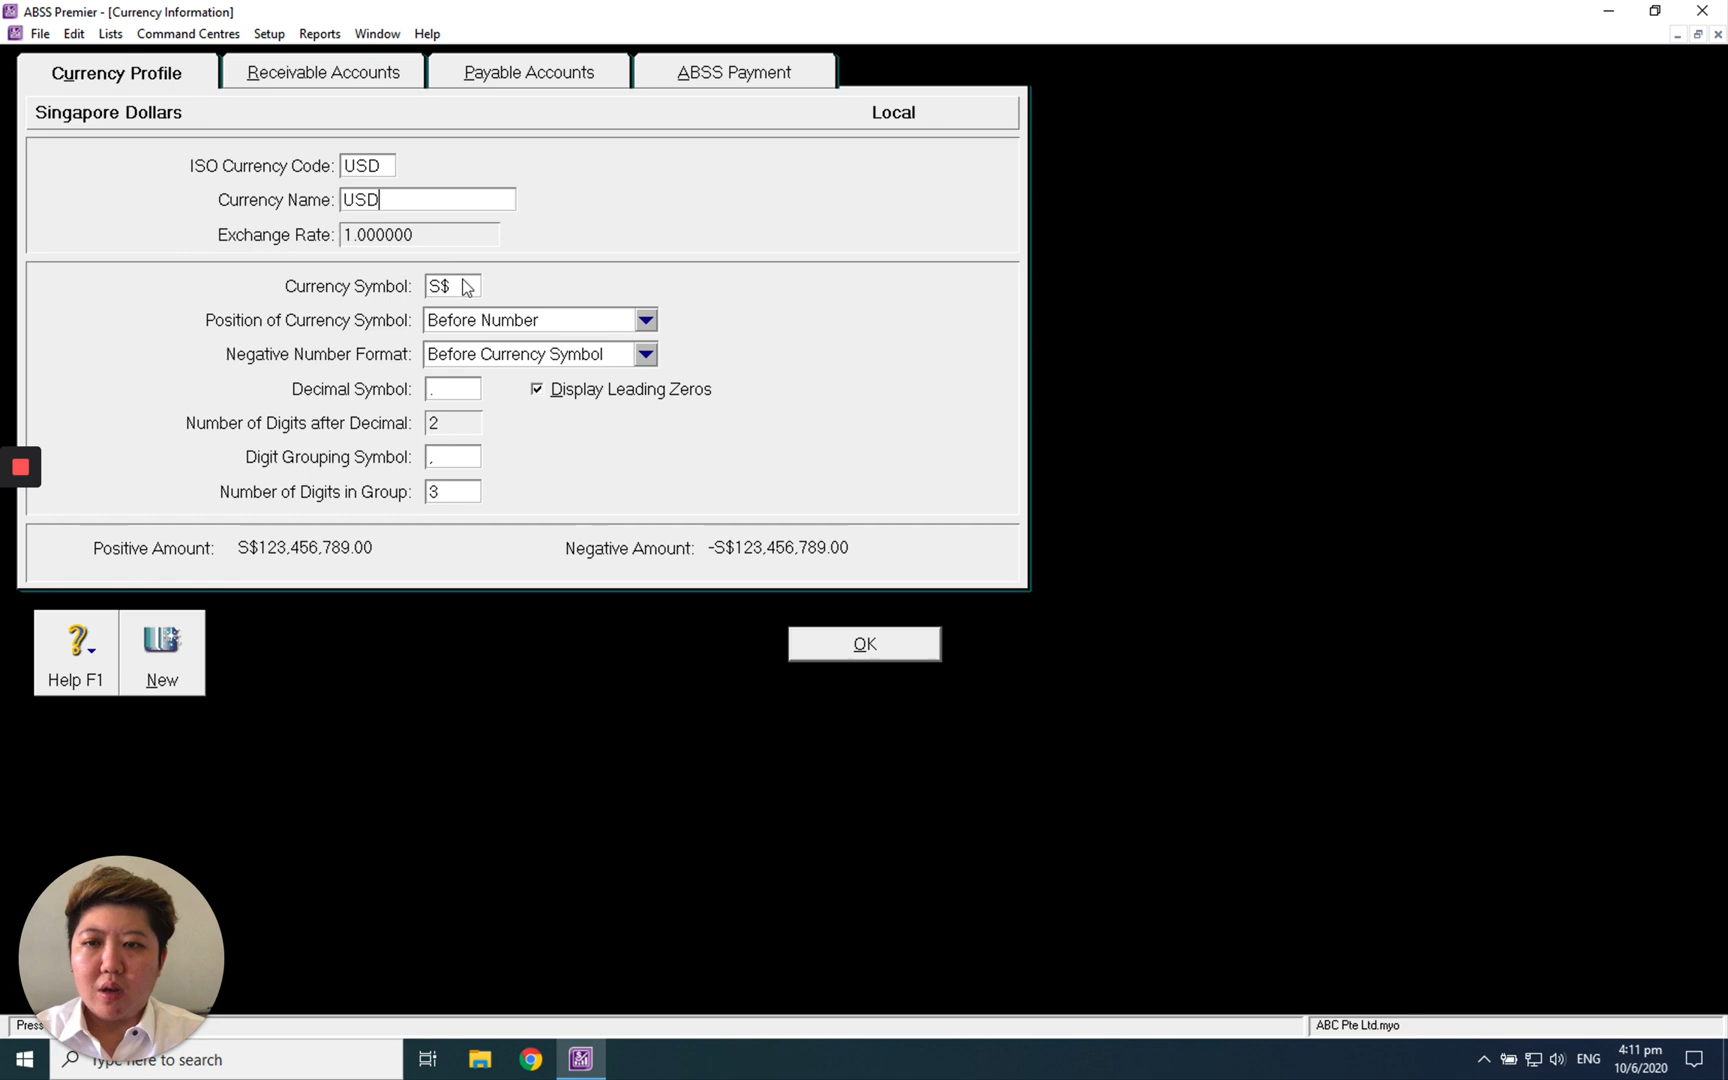 ABSS Premier - [Currency Information]
File Edit Lists Command Centres Setup Reports Window Help
Currency Profile Receivable Accounts Payable Accounts ABSS Payment
Singapore Dollars Local
ISO Currency Code: USD
Currency Name: USD
Exchange Rate: 1.000000
Currency Symbol: S$
Position of Currency Symbol: Before Number
Negative Number Format: Before Currency Symbol
Decimal Symbol: . Display Leading Zeros
Number of Digits after Decimal: 2
Digit Grouping Symbol: ,
Number of Digits in Group: 3
Positive Amount: S$123,456,789.00 Negative Amount: -S$123,456,789.00
Help F1 New OK
Press ABC Pte Ltd.myo
Type here to search ENG 4:11 pm
10/6/2020